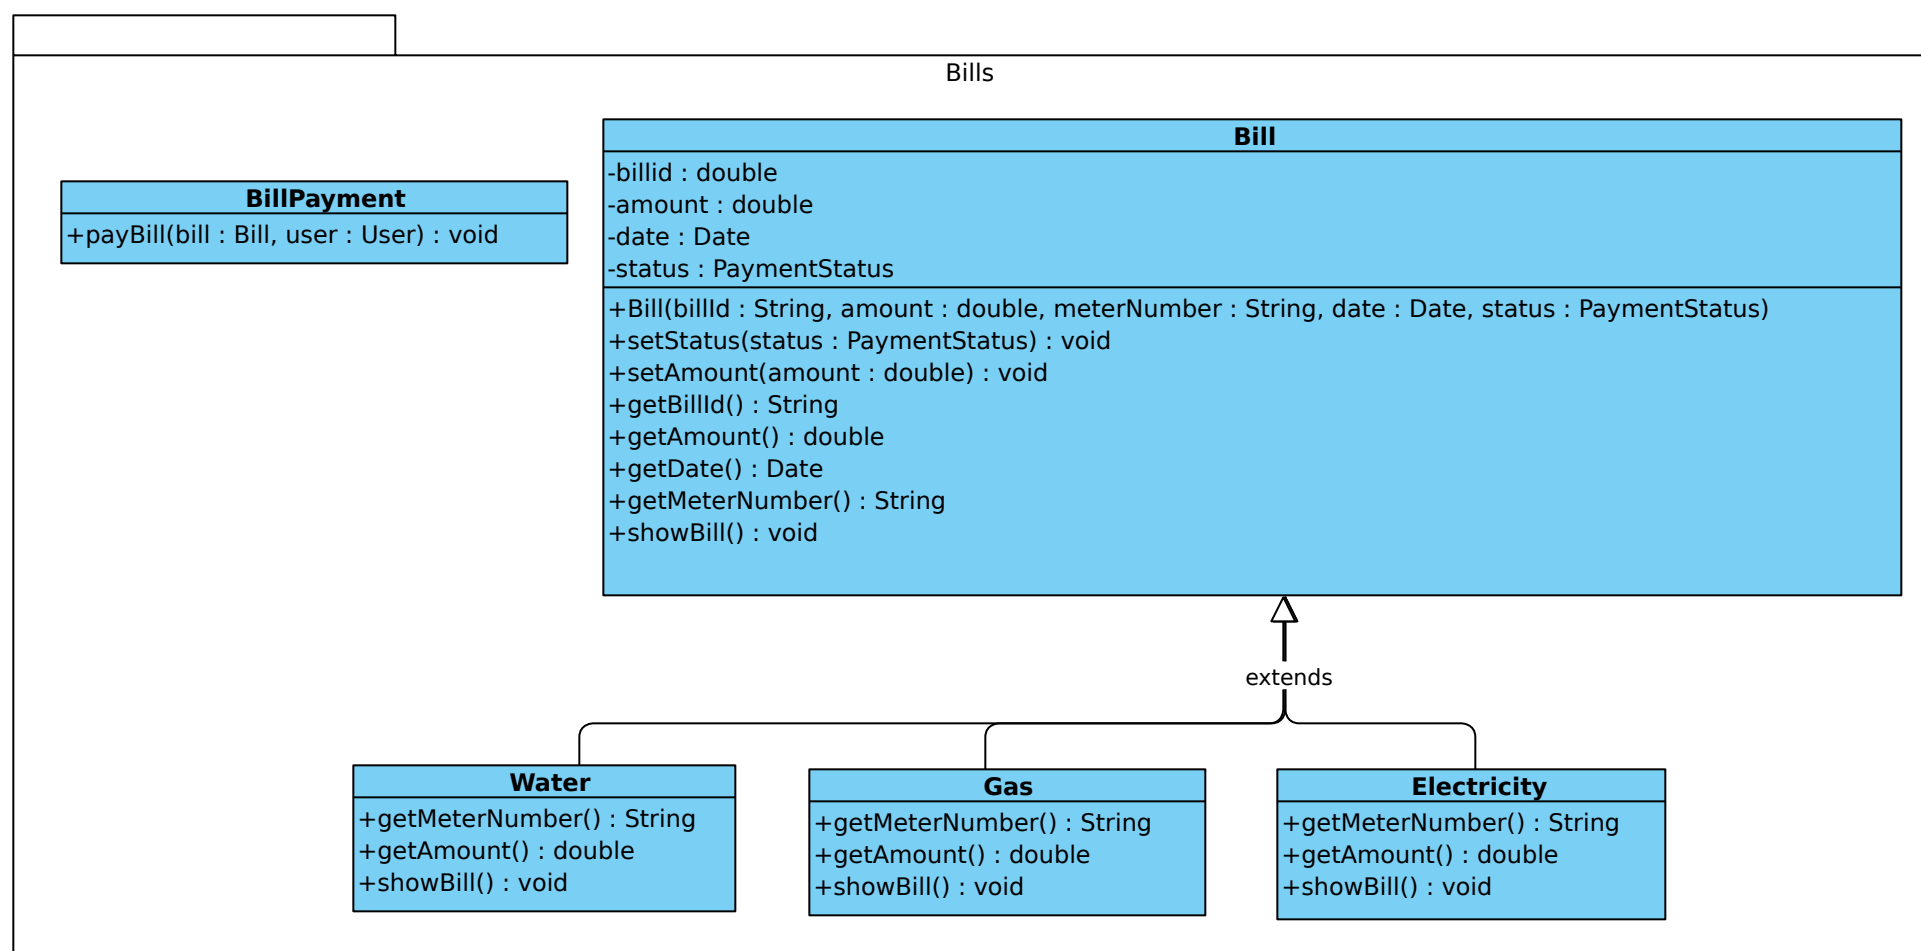 Bills
BillPayment
+payBill(bill : Bill, user : User) : void
Bill
-billid : double
-amount : double
-date : Date
-status : PaymentStatus
+Bill(billId : String, amount : double, meterNumber : String, date : Date, status : PaymentStatus)
+setStatus(status : PaymentStatus) : void
+setAmount(amount : double) : void
+getBillId() : String
+getAmount() : double
+getDate() : Date
+getMeterNumber() : String
+showBill() : void
extends
Water
+getMeterNumber() : String
+getAmount() : double
+showBill() : void
Gas
+getMeterNumber() : String
+getAmount() : double
+showBill() : void
Electricity
+getMeterNumber() : String
+getAmount() : double
+showBill() : void